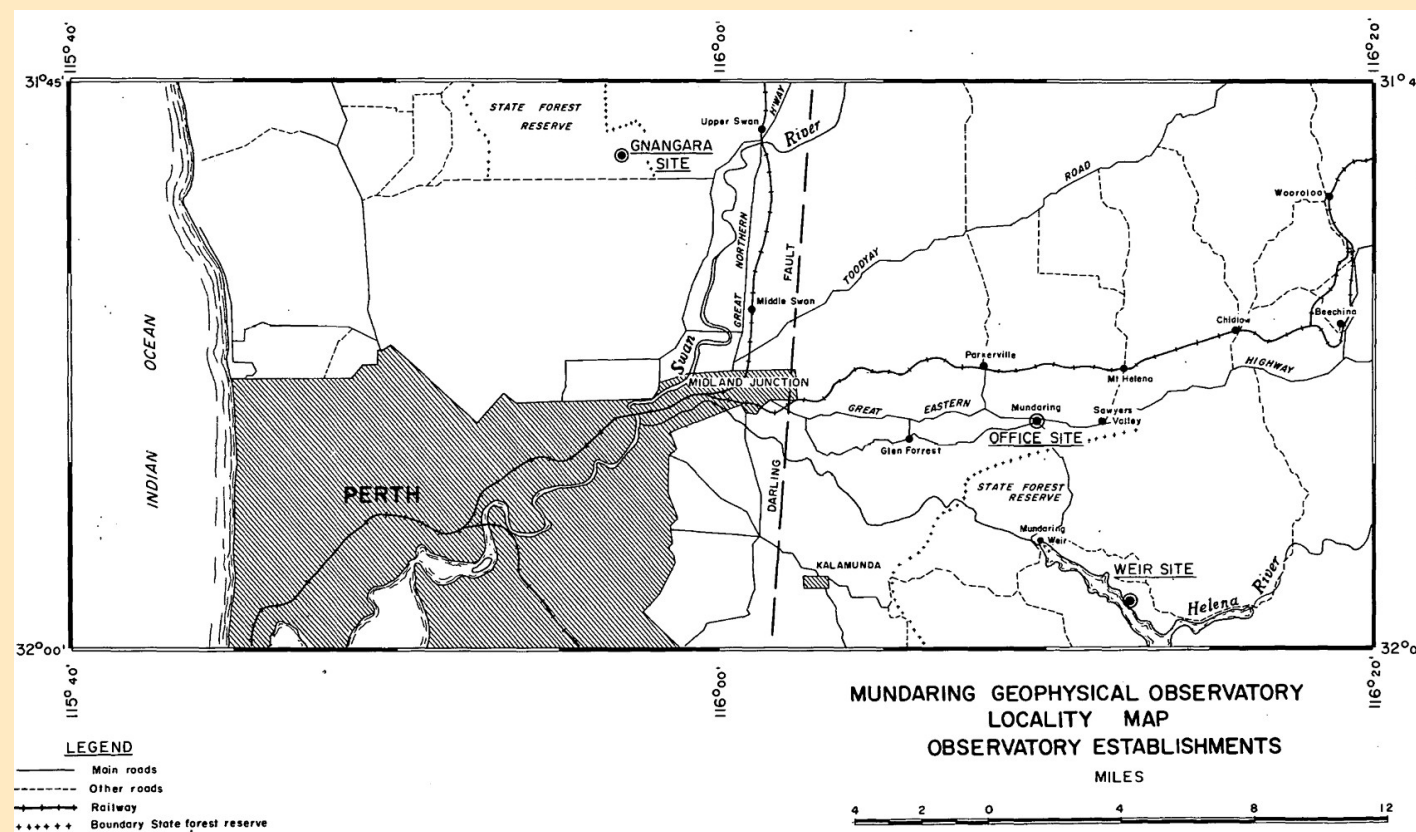 115° 40'
116° 00'
116° 20'
31° 45'
31° 4
STATE FOREST
RESERVE
Upper Swan
H'WAY
River
GNANGARA
SITE
ROAD
Wooroloo
NORTHERN
FAULT
TOODYAY
GREAT
Middle Swan
OCEAN
Swan
Chidlow
Beechina
Parkerville
HIGHWAY
Mt Helena
MIDLAND JUNCTION
GREAT
EASTERN
Mundaring
Sawyers
Valley
OFFICE SITE
Glen Forrest
INDIAN
PERTH
DARLING
STATE FOREST
RESERVE
Mundaring
Weir
KALAMUNDA
WEIR SITE
Helena
River
32° 00'
32° 0
115° 40'
116° 00'
116° 20'
MUNDARING GEOPHYSICAL OBSERVATORY
LOCALITY MAP
OBSERVATORY ESTABLISHMENTS
MILES
4 2 0 4 8 12
LEGEND
Main roads
Other roads
Railway
Boundary State forest reserve